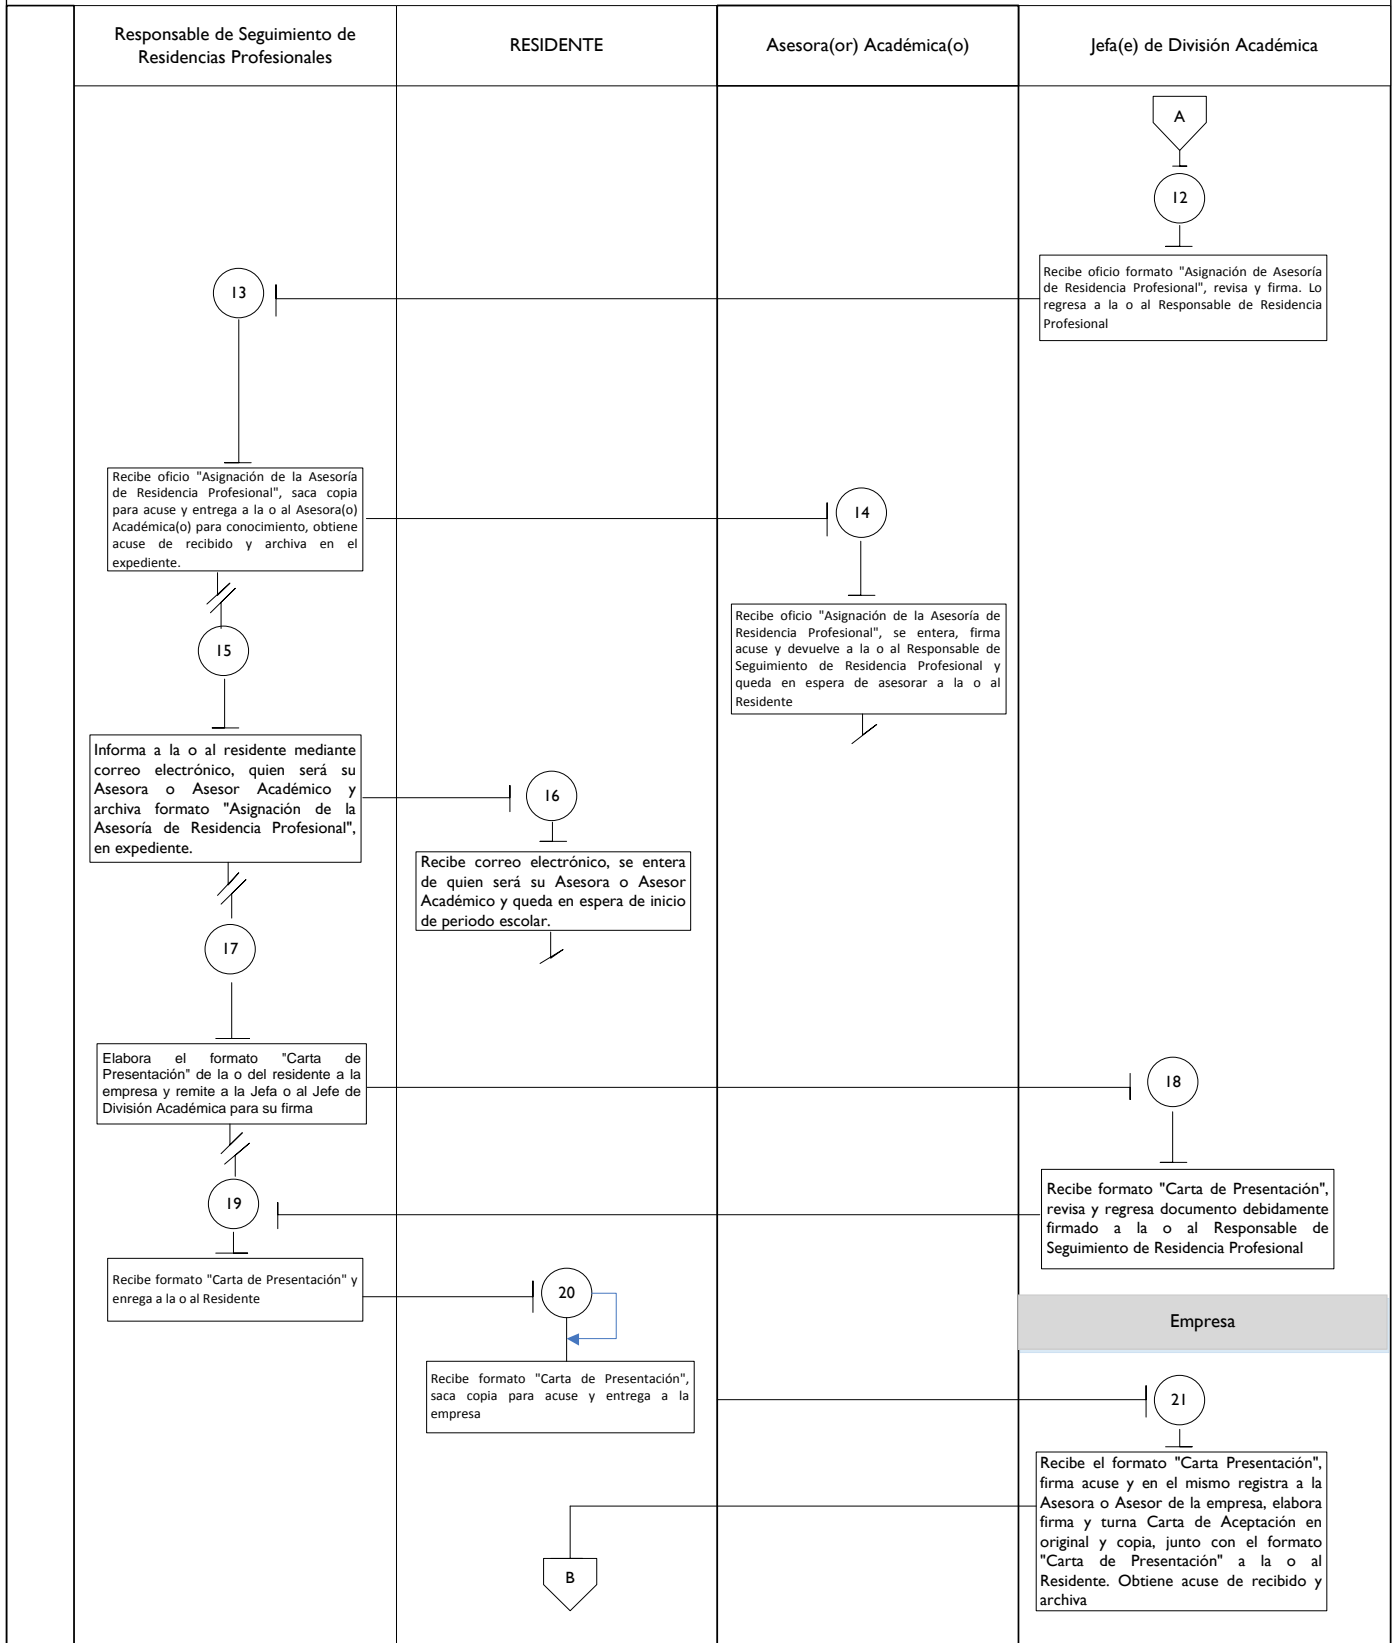 Responsable de Seguimiento de
Residencias Profesionales
RESIDENTE
Asesora(or) Académica(o)
Jefa(e) de División Académica
A
12
Recibe oficio formato "Asignación de Asesoría
de Residencia Profesional", revisa y firma. Lo
regresa a la o al Responsable de Residencia
Profesional
13
Recibe oficio "Asignación de la Asesoría
de Residencia Profesional", saca copia
para acuse y entrega a la o al Asesora(o)
Académica(o) para conocimiento, obtiene
acuse de recibido y archiva en el
expediente.
14
Recibe oficio "Asignación de la Asesoría de
Residencia Profesional", se entera, firma
acuse y devuelve a la o al Responsable de
Seguimiento de Residencia Profesional y
queda en espera de asesorar a la o al
Residente
15
Informa a la o al residente mediante
correo electrónico, quien será su
Asesora o Asesor Académico y
archiva formato "Asignación de la
Asesoría de Residencia Profesional",
en expediente.
16
Recibe correo electrónico, se entera
de quien será su Asesora o Asesor
Académico y queda en espera de inicio
de periodo escolar.
17
Elabora el formato "Carta de
Presentación" de la o del residente a la
empresa y remite a la Jefa o al Jefe de
División Académica para su firma
18
Recibe formato "Carta de Presentación",
revisa y regresa documento debidamente
firmado a la o al Responsable de
Seguimiento de Residencia Profesional
19
Recibe formato "Carta de Presentación" y
enrega a la o al Residente
20
Recibe formato "Carta de Presentación",
saca copia para acuse y entrega a la
empresa
Empresa
21
Recibe el formato "Carta Presentación",
firma acuse y en el mismo registra a la
Asesora o Asesor de la empresa, elabora
firma y turna Carta de Aceptación en
original y copia, junto con el formato
"Carta de Presentación" a la o al
Residente. Obtiene acuse de recibido y
archiva
B